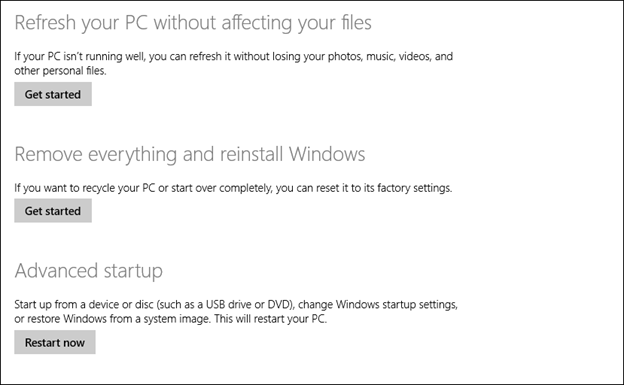 Refresh your PC without affecting your files
If your PC isn't running well, you can refresh it without losing your photos, music, videos, and
other personal files.
Get started
Remove everything and reinstall Windows
If you want to recycle your PC or start over completely, you can reset it to its factory settings.
Get started
Advanced startup
Start up from a device or disc (such as a USB drive or DVD), change Windows startup settings,
or restore Windows from a system image. This will restart your PC.
Restart now